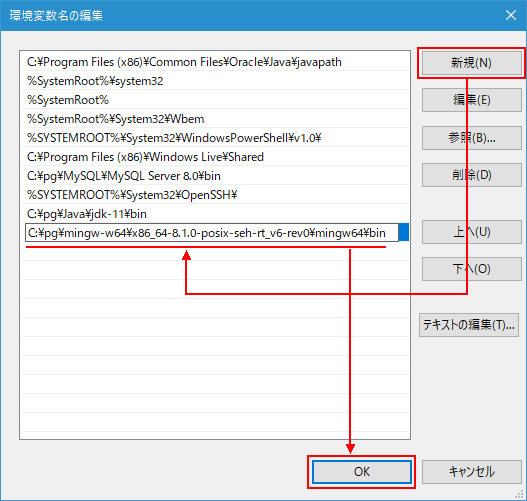 環境変数名の編集
C:¥Program Files (x86)¥Common Files¥Oracle¥Java¥javapath
%SystemRoot%¥system32
%SystemRoot%
%SystemRoot%¥System32¥Wbem
%SYSTEMROOT%¥System32¥WindowsPowerShell¥v1.0¥
C:¥Program Files (x86)¥Windows Live¥Shared
C:¥pg¥MySQL¥MySQL Server 8.0¥bin
%SYSTEMROOT%¥System32¥OpenSSH¥
C:¥pg¥Java¥jdk-11¥bin
C:¥pg¥mingw-w64¥x86_64-8.1.0-posix-seh-rt_v6-rev0¥mingw64¥bin
新規(N)
編集(E)
参照(B)...
削除(D)
上へ(U)
下へ(O)
テキストの編集(T)...
OK
キャンセル